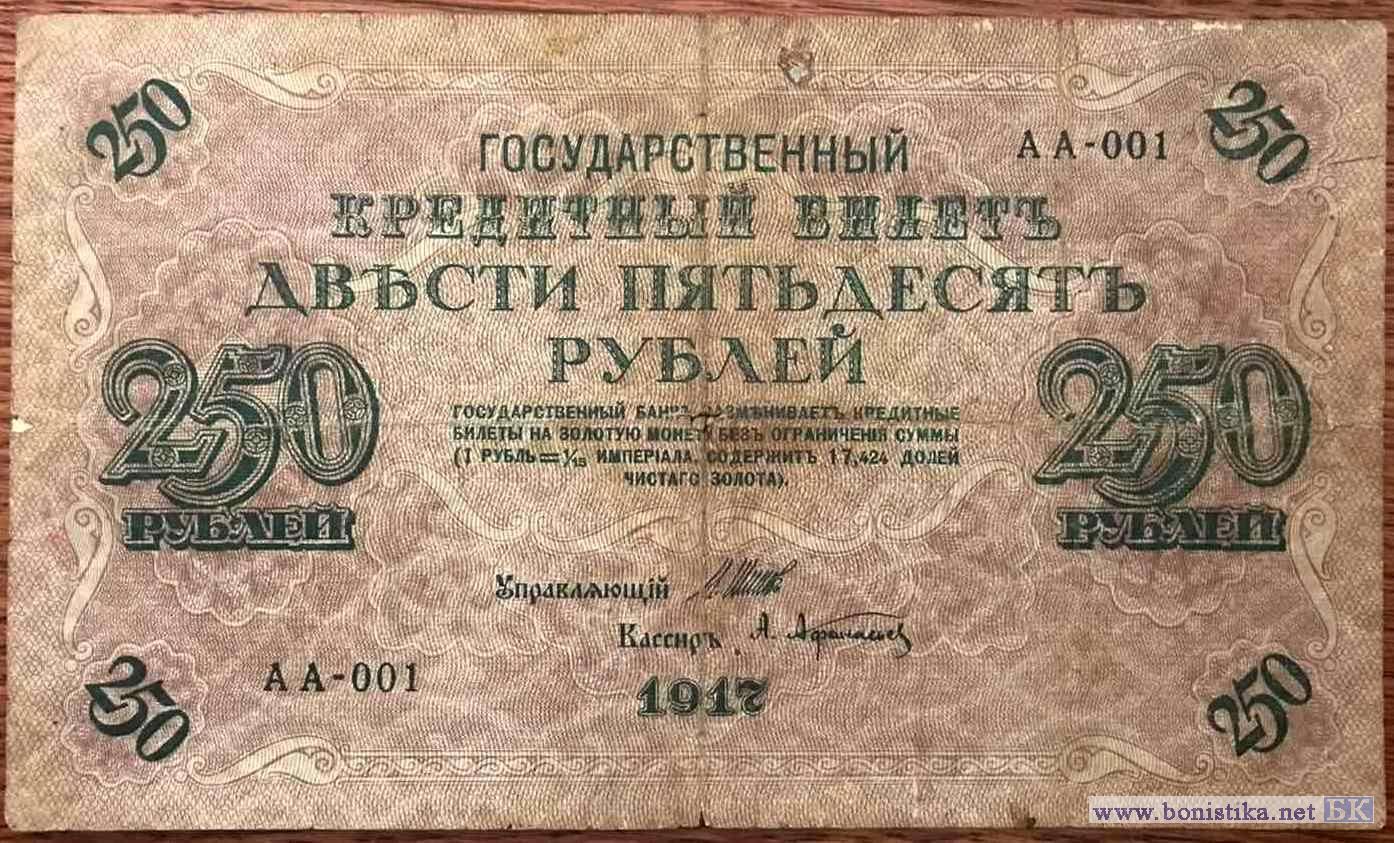 250
250
ГОСУДАРСТВЕННЫЙ
АА-001
КРЕДИТНЫЙ БИЛЕТЪ
ДВѢСТИ ПЯТЬДЕСЯТЪ
РУБЛЕЙ
250
РУБЛЕЙ
ГОСУДАРСТВЕННЫЙ БАНКЪ РАЗМѢНИВАЕТЪ КРЕДИТНЫЕ
БИЛЕТЫ НА ЗОЛОТУЮ МОНЕТУ БЕЗЪ ОГРАНИЧЕНІЯ СУММЫ
(1 РУБЛЬ = 1/15 ИМПЕРІАЛА, СОДЕРЖИТЪ 17,424 ДОЛЕЙ
ЧИСТАГО ЗОЛОТА).
250
РУБЛЕЙ
Управляющій И. Шипов
Кассиръ А. Афанасьев
АА-001
1917
250
250
www.bonistika.net БК